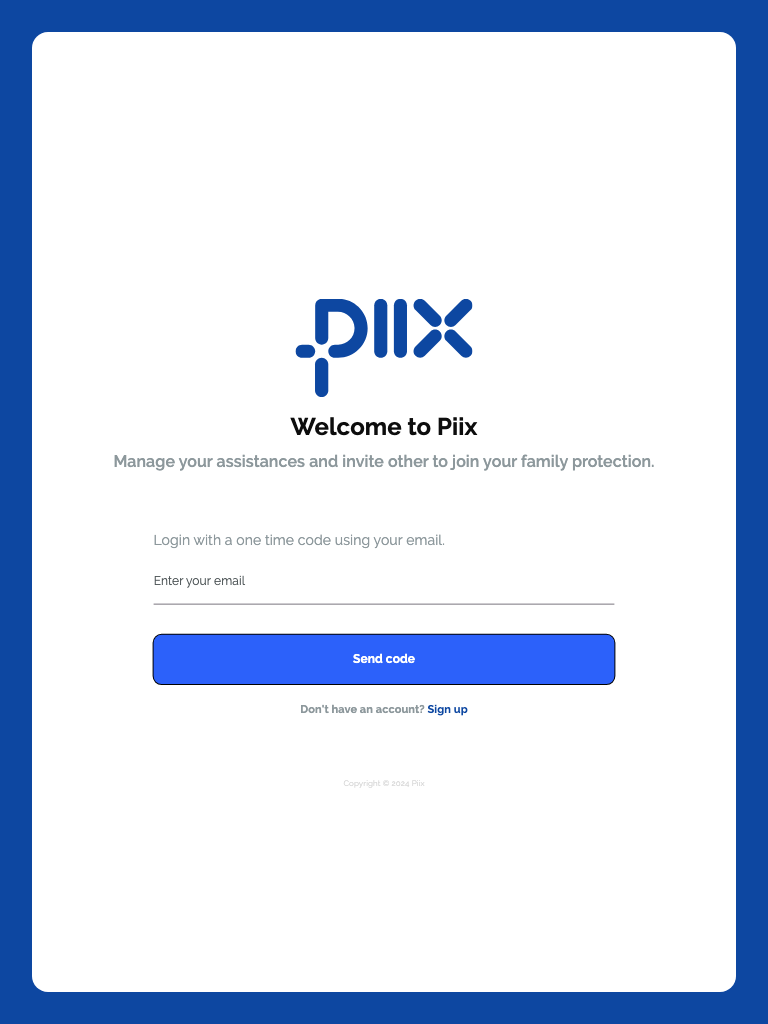 piix
Welcome to Piix
Manage your assistances and invite other to join your family protection.
Login with a one time code using your email.
Enter your email
Send code
Don't have an account? Sign up
Copyright © 2024 Piix